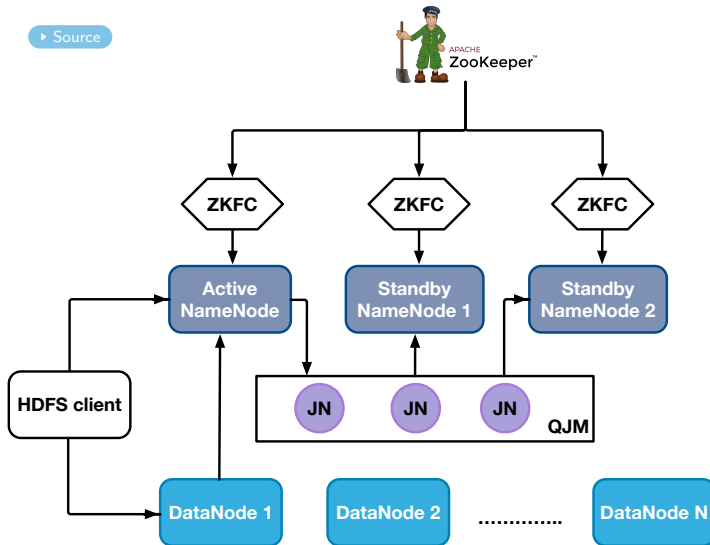 Source
APACHE
ZooKeeper™
ZKFC
ZKFC
ZKFC
Active
NameNode
Standby
NameNode 1
Standby
NameNode 2
HDFS client
JN
JN
JN
QJM
DataNode 1
DataNode 2
..............
DataNode N